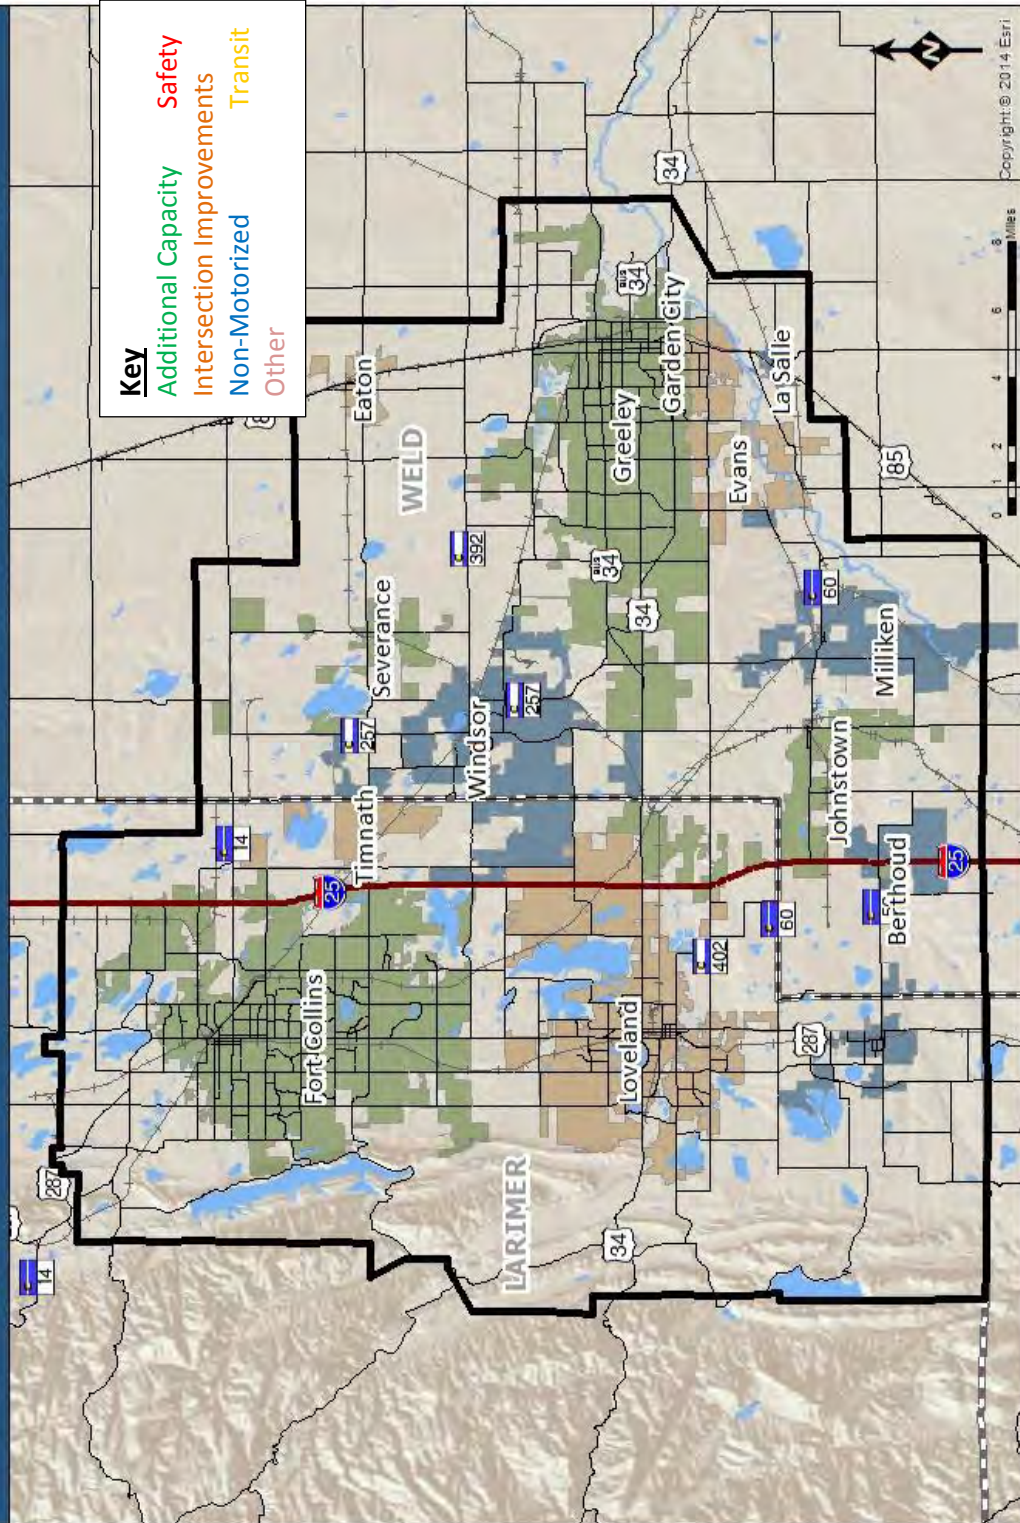 14
287
Key
Additional Capacity Safety
Intersection Improvements
Non-Motorized Transit
Other
14
Fort Collins
25
Timnath
Eaton
257
Severance
WELD
392
Windsor
LARIMER
257
BUS 34
34
Loveland
Greeley
BUS 34
34
34
Garden City
402
Evans
60
La Salle
287
60
Johnstown
Milliken
85
Berthoud
25
N
0 1 2 4 6 8 Miles
Copyright:© 2014 Esri